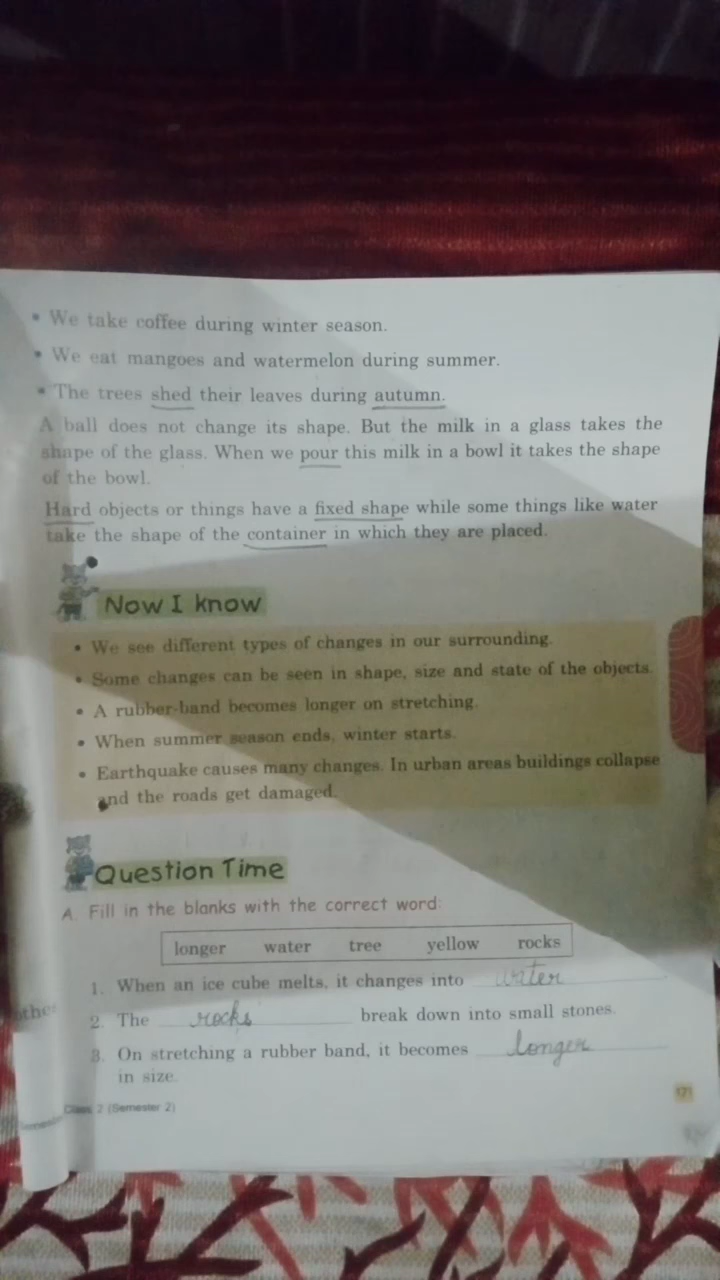 • We take coffee during winter season.
• We eat mangoes and watermelon during summer.
• The trees shed their leaves during autumn.
A ball does not change its shape. But the milk in a glass takes the
shape of the glass. When we pour this milk in a bowl it takes the shape
of the bowl.
Hard objects or things have a fixed shape while some things like water
take the shape of the container in which they are placed.
Now I know
• We see different types of changes in our surrounding.
• Some changes can be seen in shape, size and state of the objects.
• A rubber-band becomes longer on stretching.
• When summer season ends, winter starts.
• Earthquake causes many changes. In urban areas buildings collapse
and the roads get damaged.
Question Time
A. Fill in the blanks with the correct word:
longer water tree yellow rocks
1. When an ice cube melts, it changes into water.
2. The rocks break down into small stones.
3. On stretching a rubber band, it becomes longer
in size.
Class 2 (Semester 2)
171